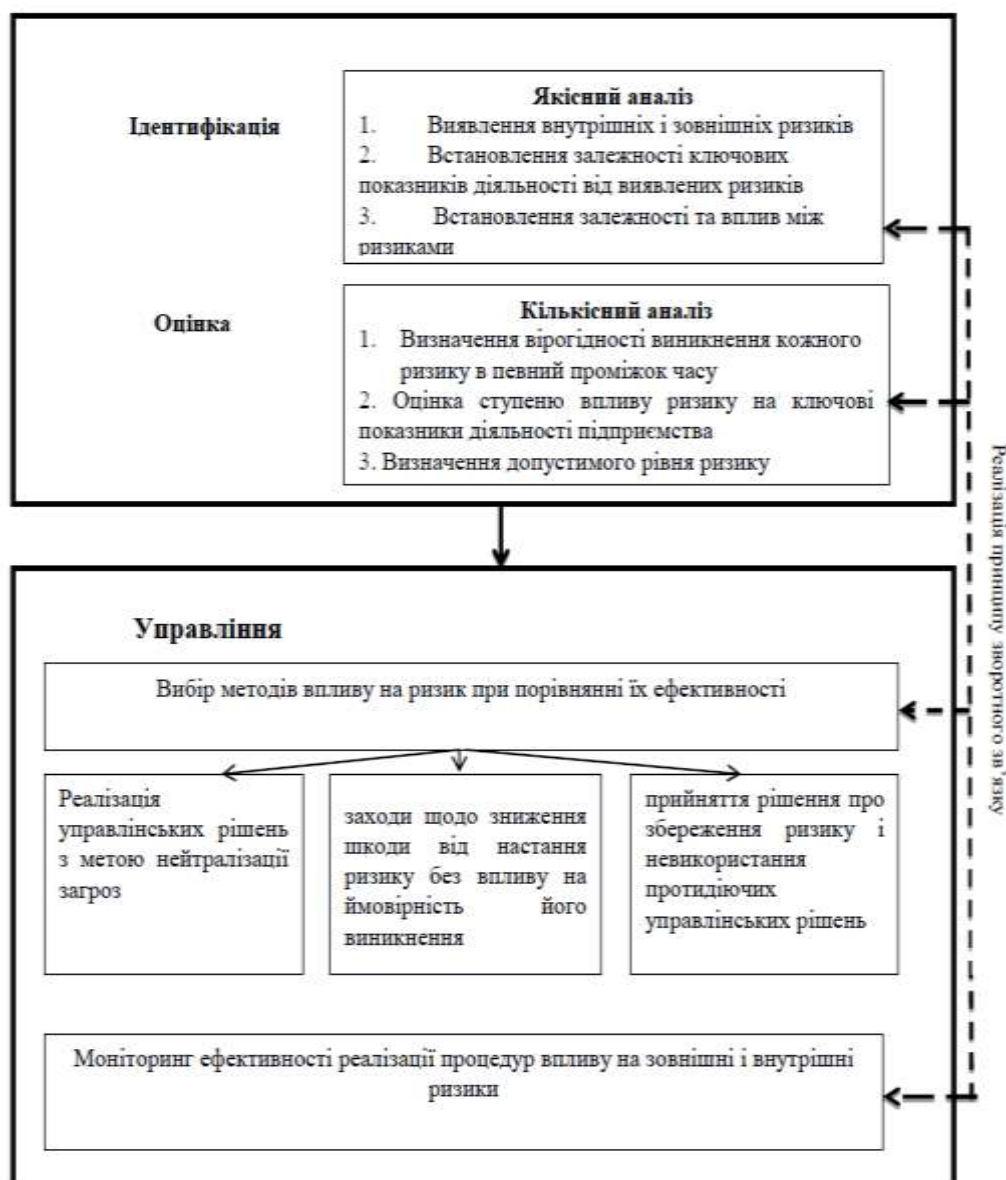 Ідентифікація
Якісний аналіз
1. Виявлення внутрішніх і зовнішніх ризиків
2. Встановлення залежності ключових
показників діяльності від виявлених ризиків
3. Встановлення залежності та вплив між
ризиками
Оцінка
Кількісний аналіз
1. Визначення вірогідності виникнення кожного
ризику в певний проміжок часу
2. Оцінка ступеню впливу ризику на ключові
показники діяльності підприємства
3. Визначення допустимого рівня ризику
Управління
Вибір методів впливу на ризик при порівнянні їх ефективності
Реалізація
управлінських рішень
з метою нейтралізації
загроз
заходи щодо зниження
шкоди від настання
ризику без впливу на
ймовірність його
виникнення
прийняття рішення про
збереження ризику і
невикористання
протидіючих
управлінських рішень
Моніторинг ефективності реалізації процедур впливу на зовнішні і внутрішні
ризики
Реалізація принципу зворотного зв’язку